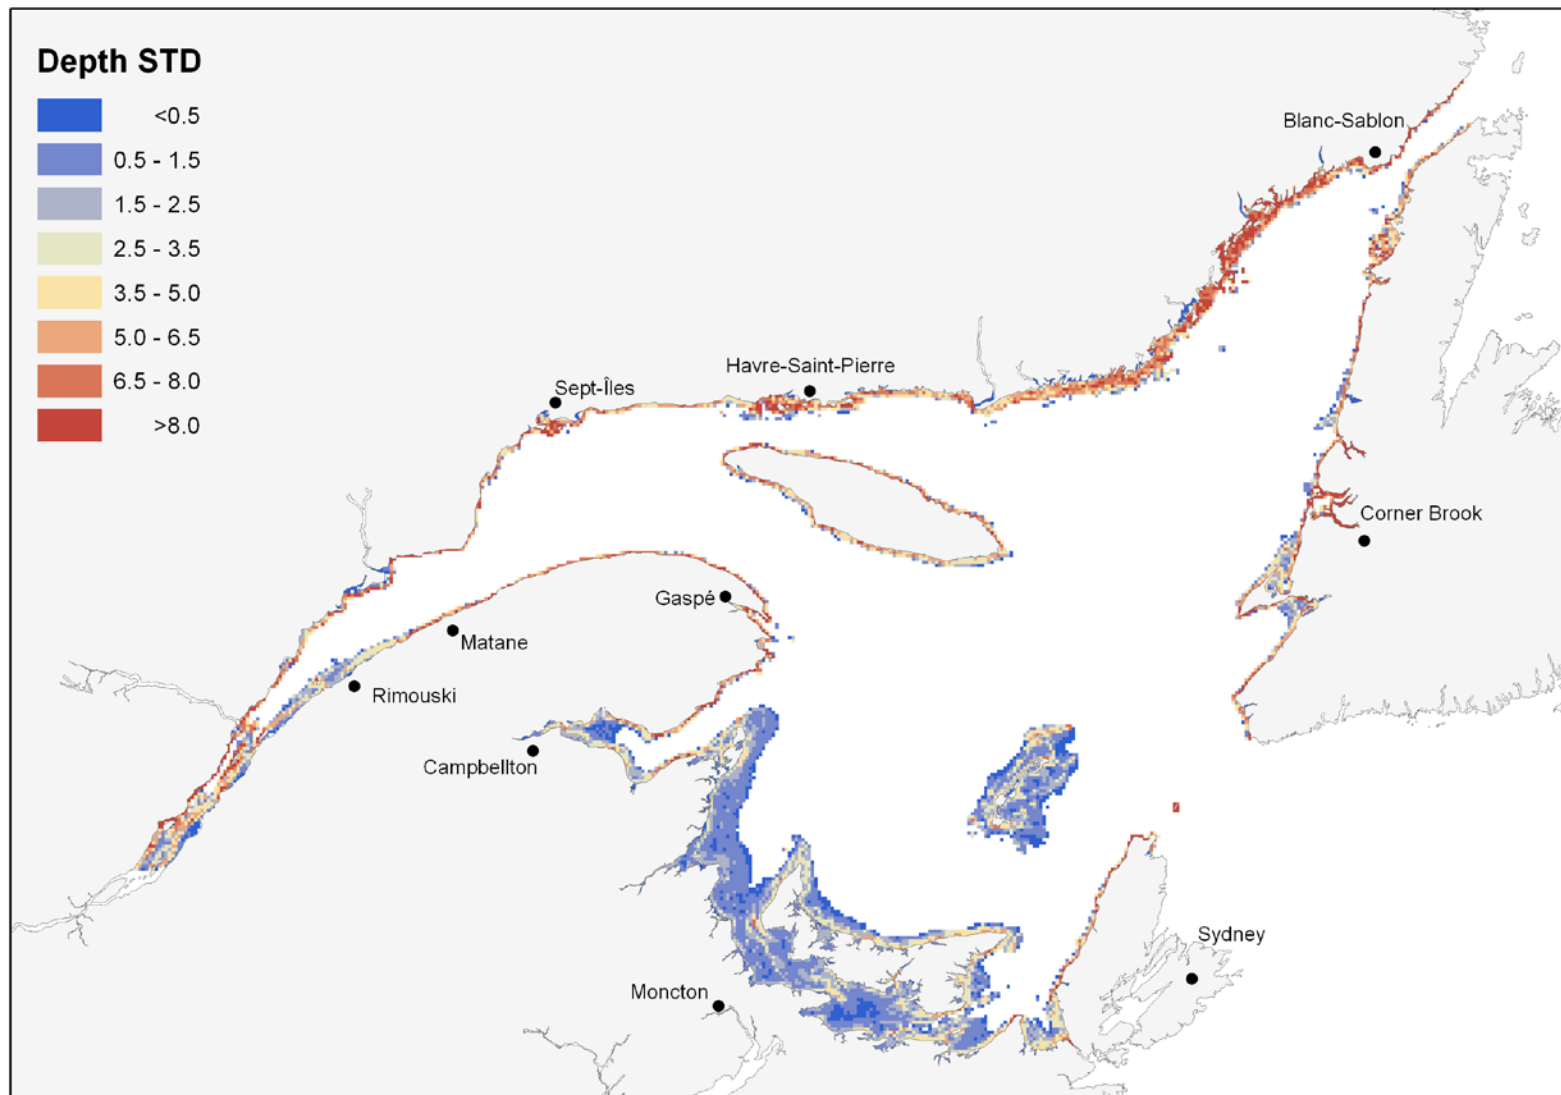 Depth STD
<0.5
0.5 - 1.5
1.5 - 2.5
2.5 - 3.5
3.5 - 5.0
5.0 - 6.5
6.5 - 8.0
>8.0
Blanc-Sablon
Havre-Saint-Pierre
Sept-Îles
Corner Brook
Gaspé
Matane
Rimouski
Campbellton
Sydney
Moncton